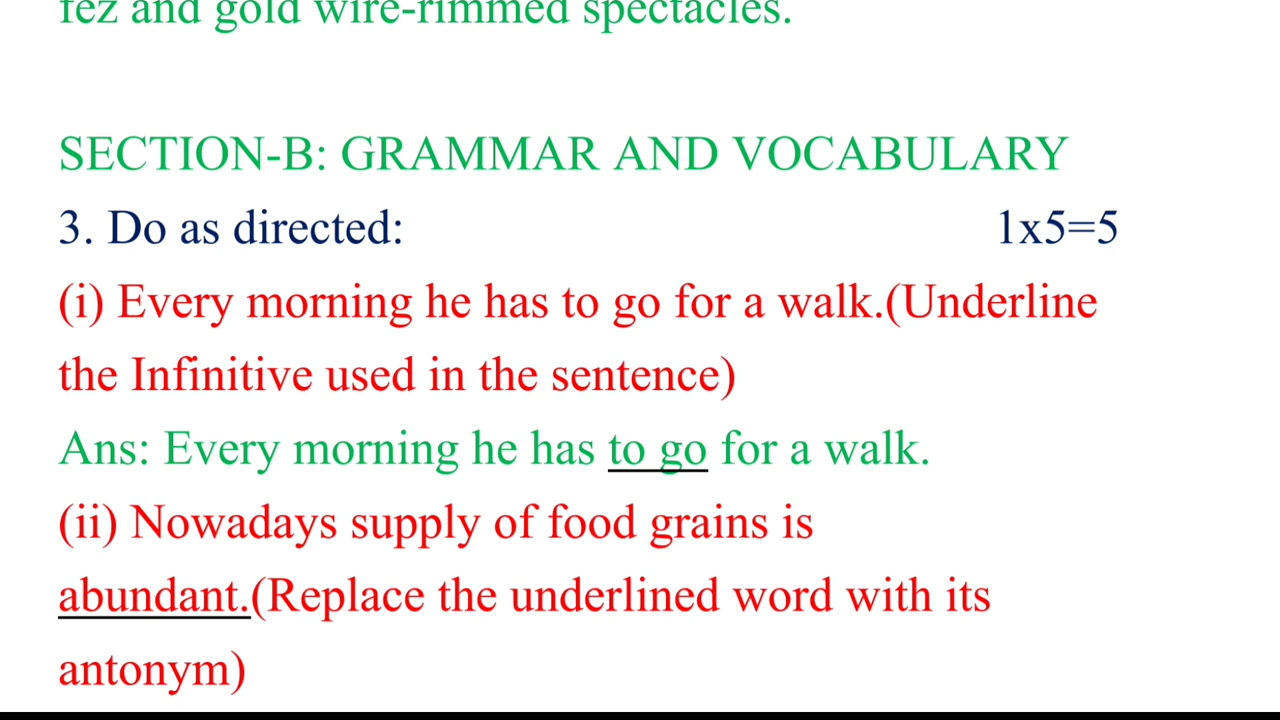 fez and gold wire-rimmed spectacles.
SECTION-B: GRAMMAR AND VOCABULARY
3. Do as directed: 1x5=5
(i) Every morning he has to go for a walk.(Underline
the Infinitive used in the sentence)
Ans: Every morning he has to go for a walk.
(ii) Nowadays supply of food grains is
abundant.(Replace the underlined word with its
antonym)